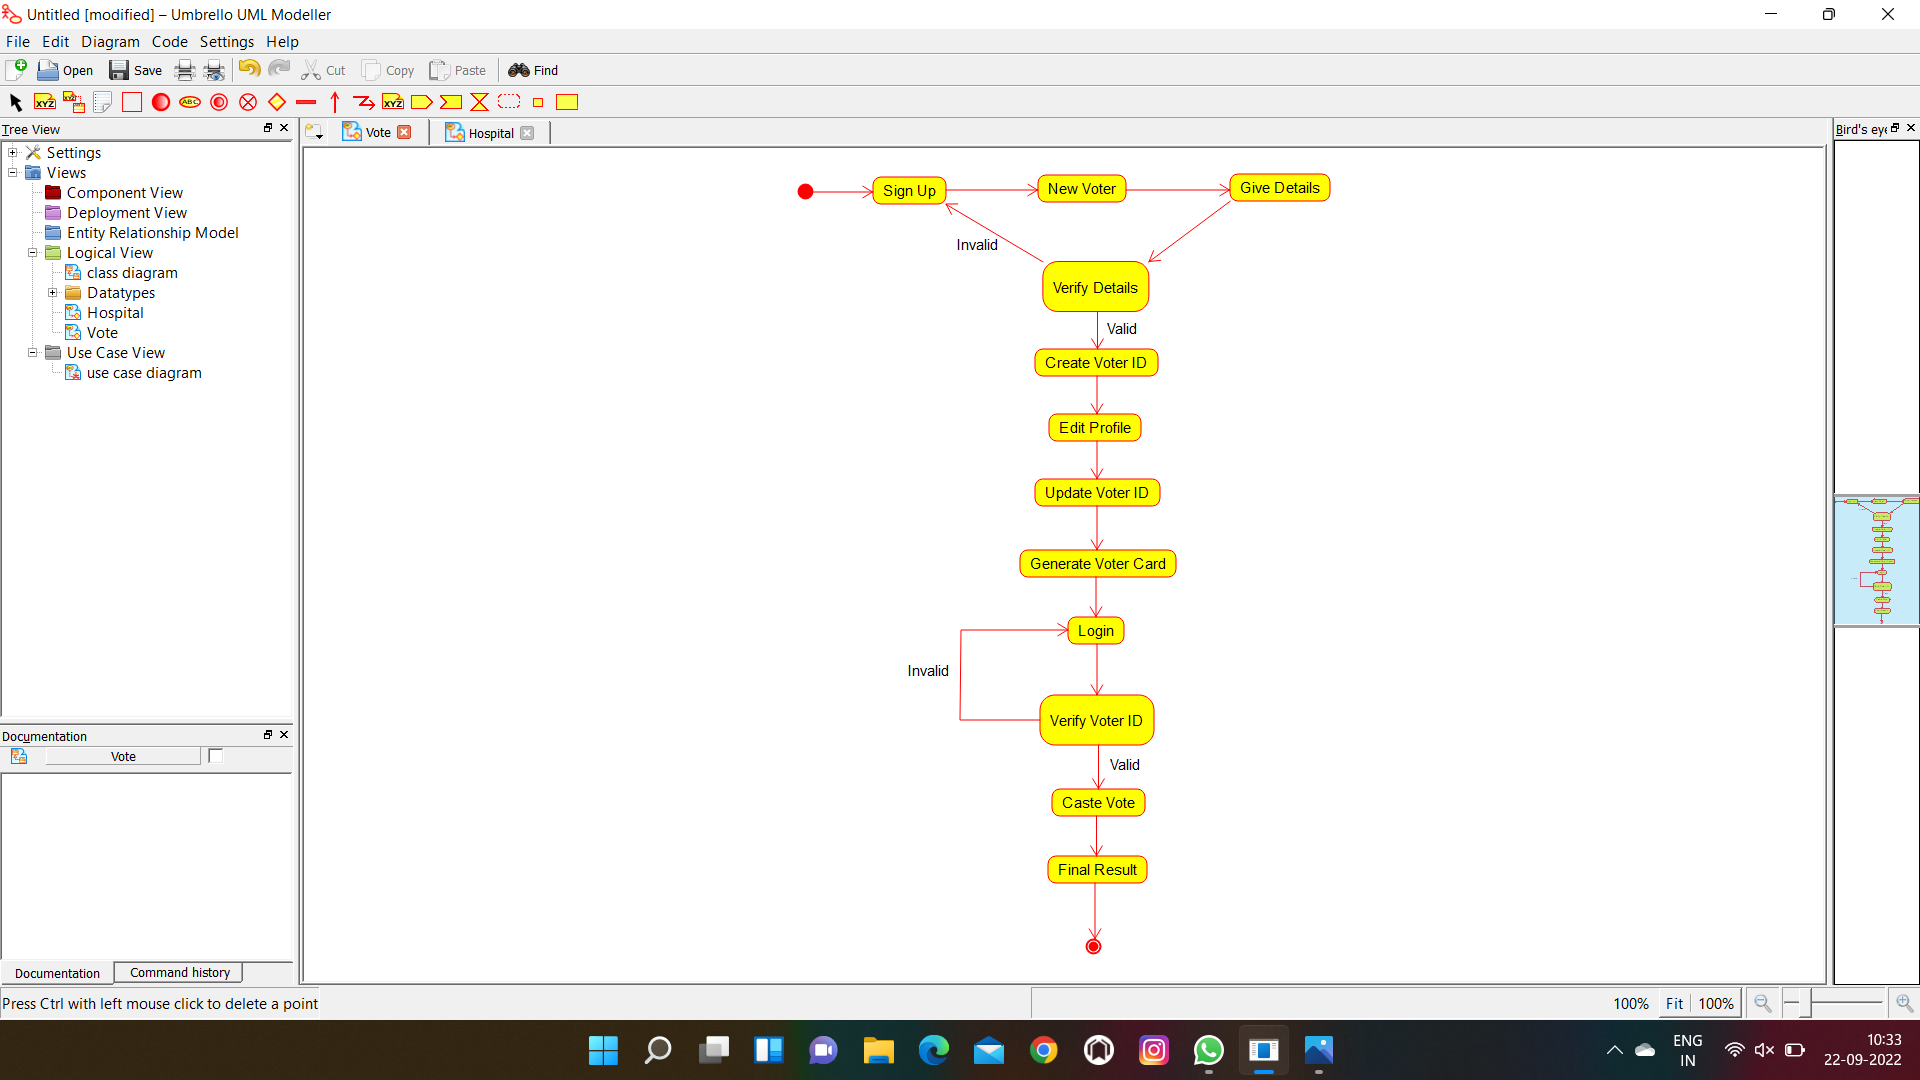 Untitled [modified] – Umbrello UML Modeller
File Edit Diagram Code Settings Help
Open Save Cut Copy Paste Find
XYZ XYZ ABC XYZ
Tree View
Settings
Views
Component View
Deployment View
Entity Relationship Model
Logical View
class diagram
Datatypes
Hospital
Vote
Use Case View
use case diagram
Documentation
Vote
Documentation Command history
Vote Hospital
Sign Up New Voter Give Details
Invalid
Verify Details
Valid
Create Voter ID
Edit Profile
Update Voter ID
Generate Voter Card
Login
Invalid
Verify Voter ID
Valid
Caste Vote
Final Result
Bird's eye
Press Ctrl with left mouse click to delete a point
100% Fit 100%
ENG
IN
10:33
22-09-2022